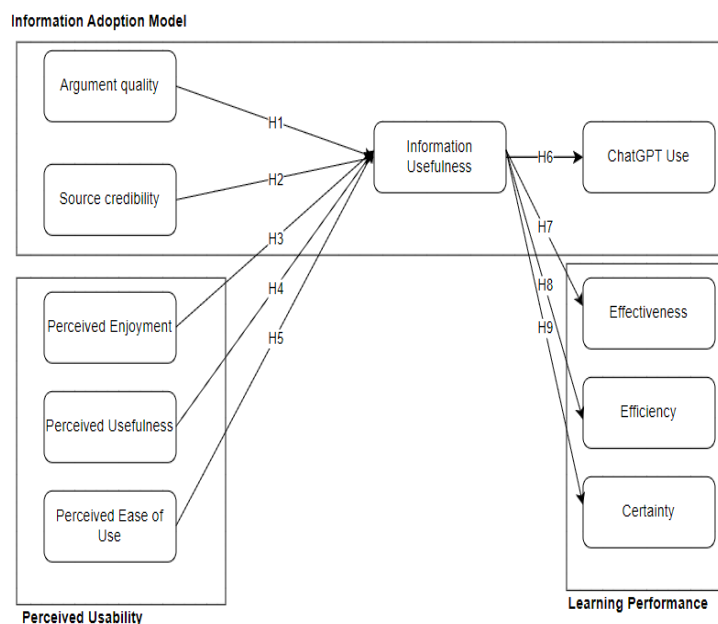 Information Adoption Model
Argument quality
H1
Information
Usefulness
H6
ChatGPT Use
Source credibility
H2
H3
H7
H4
H8
Perceived Enjoyment
H5
H9
Effectiveness
Perceived Usefulness
Efficiency
Perceived Ease of
Use
Certainty
Perceived Usability
Learning Performance